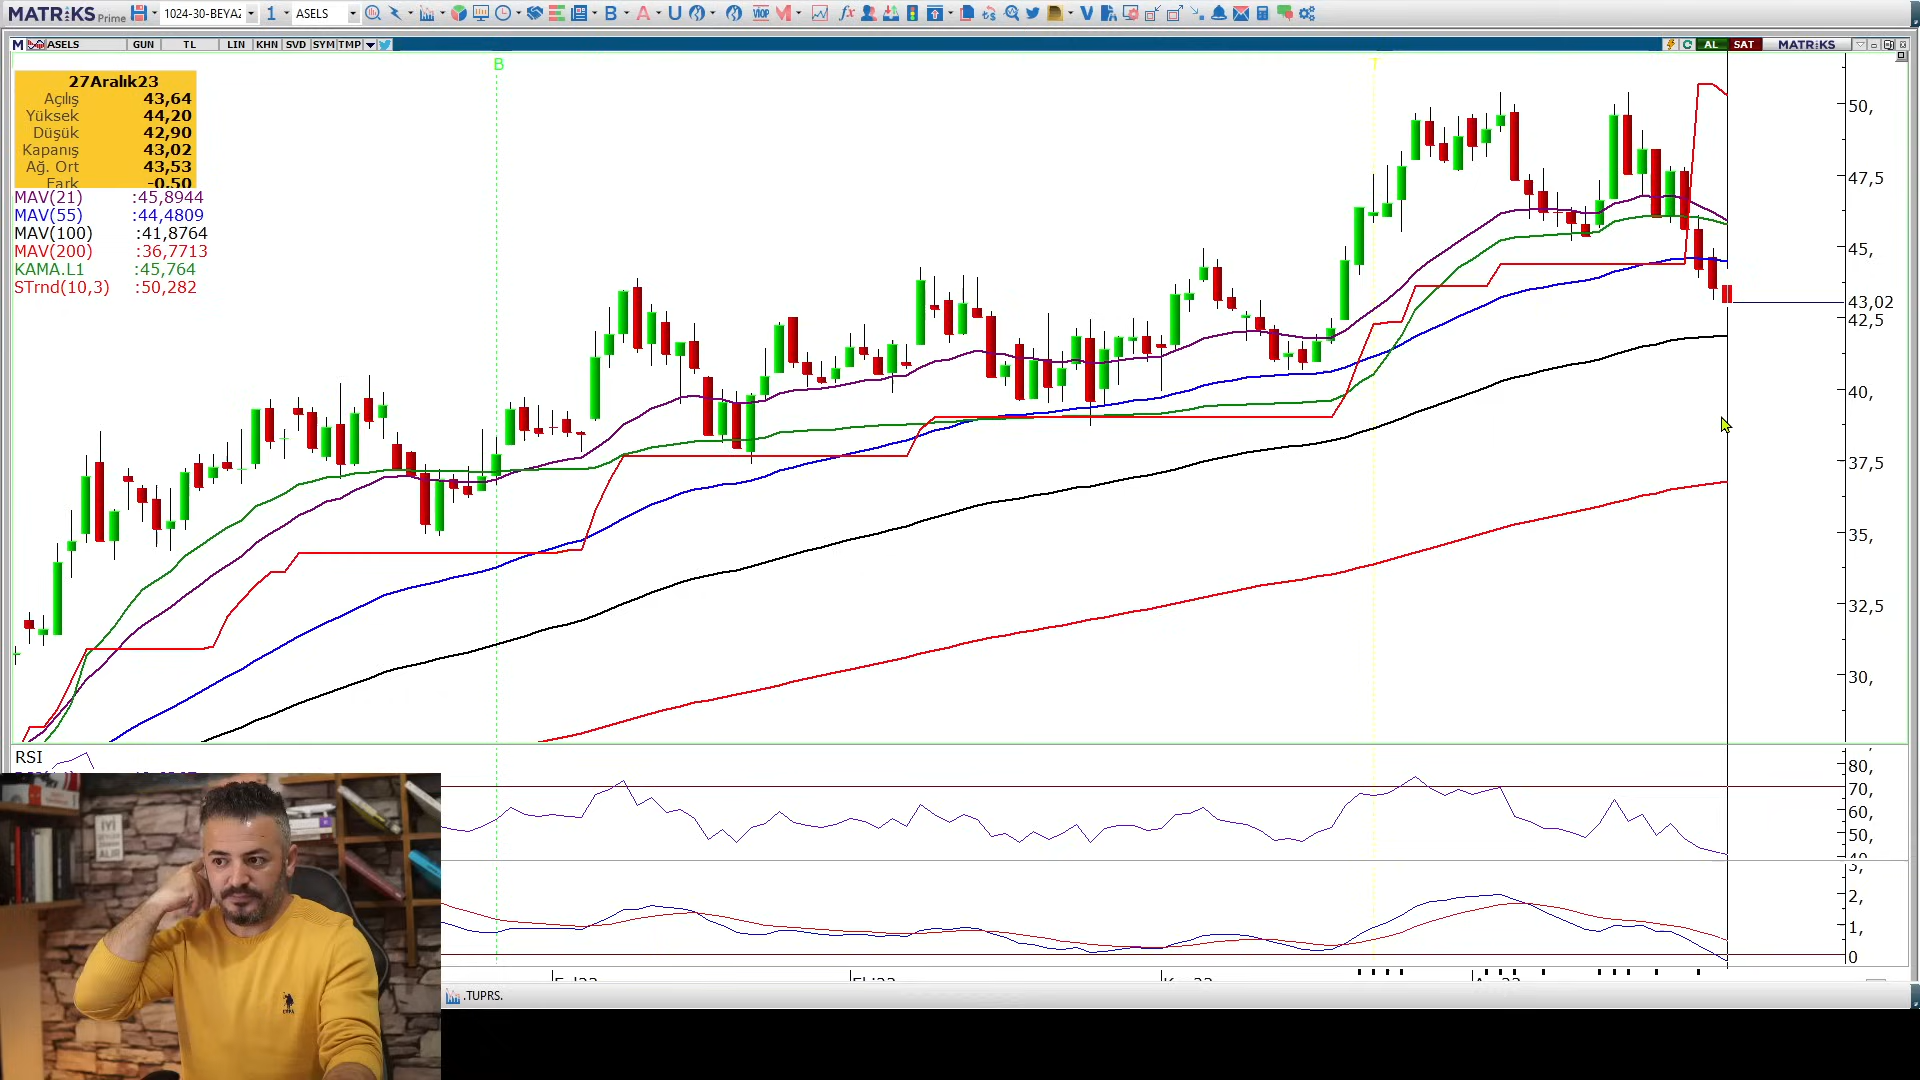 MATRIKS Prime 1024-30-BEYAZ 1 ASELS
M ASELS GUN TL LIN KHN SVD SYM TMP AL SAT MATRIKS
B
T
27Aralık23
Açılış 43,64
Yüksek 44,20
Düşük 42,90
Kapanış 43,02
Ağ. Ort 43,53
Fark -0,50
MAV(21) :45,8944
MAV(55) :44,4809
MAV(100) :41,8764
MAV(200) :36,7713
KAMA.L1 :45,764
STrnd(10,3) :50,282
50,
47,5
45,
43,02
42,5
40,
37,5
35,
32,5
30,
RSI
80,
70,
60,
50,
40
3,
2,
1,
0
İYİ
ALIR
.TUPRS.